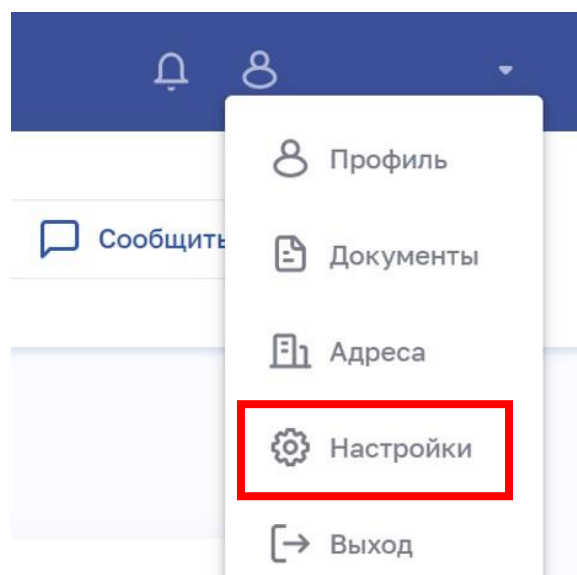 Профиль
Сообщить
Документы
Адреса
Настройки
Выход